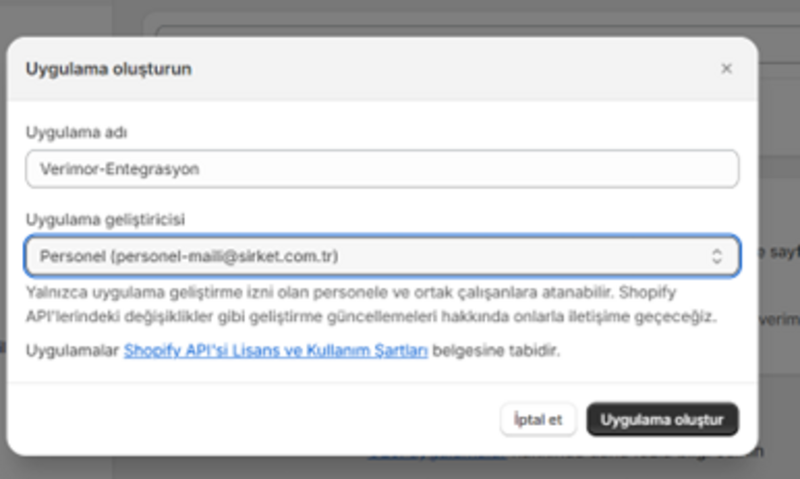 Uygulama oluşturun
Uygulama adı
Verimor-Entegrasyon
Uygulama geliştiricisi
Personel (personel-maili@sirket.com.tr)
Yalnızca uygulama geliştirme izni olan personele ve ortak çalışanlara atanabilir. Shopify
API'lerindeki değişiklikler gibi geliştirme güncellemeleri hakkında onlarla iletişime geçeceğiz.
Uygulamalar Shopify API'si Lisans ve Kullanım Şartları belgesine tabidir.
İptal et
Uygulama oluştur